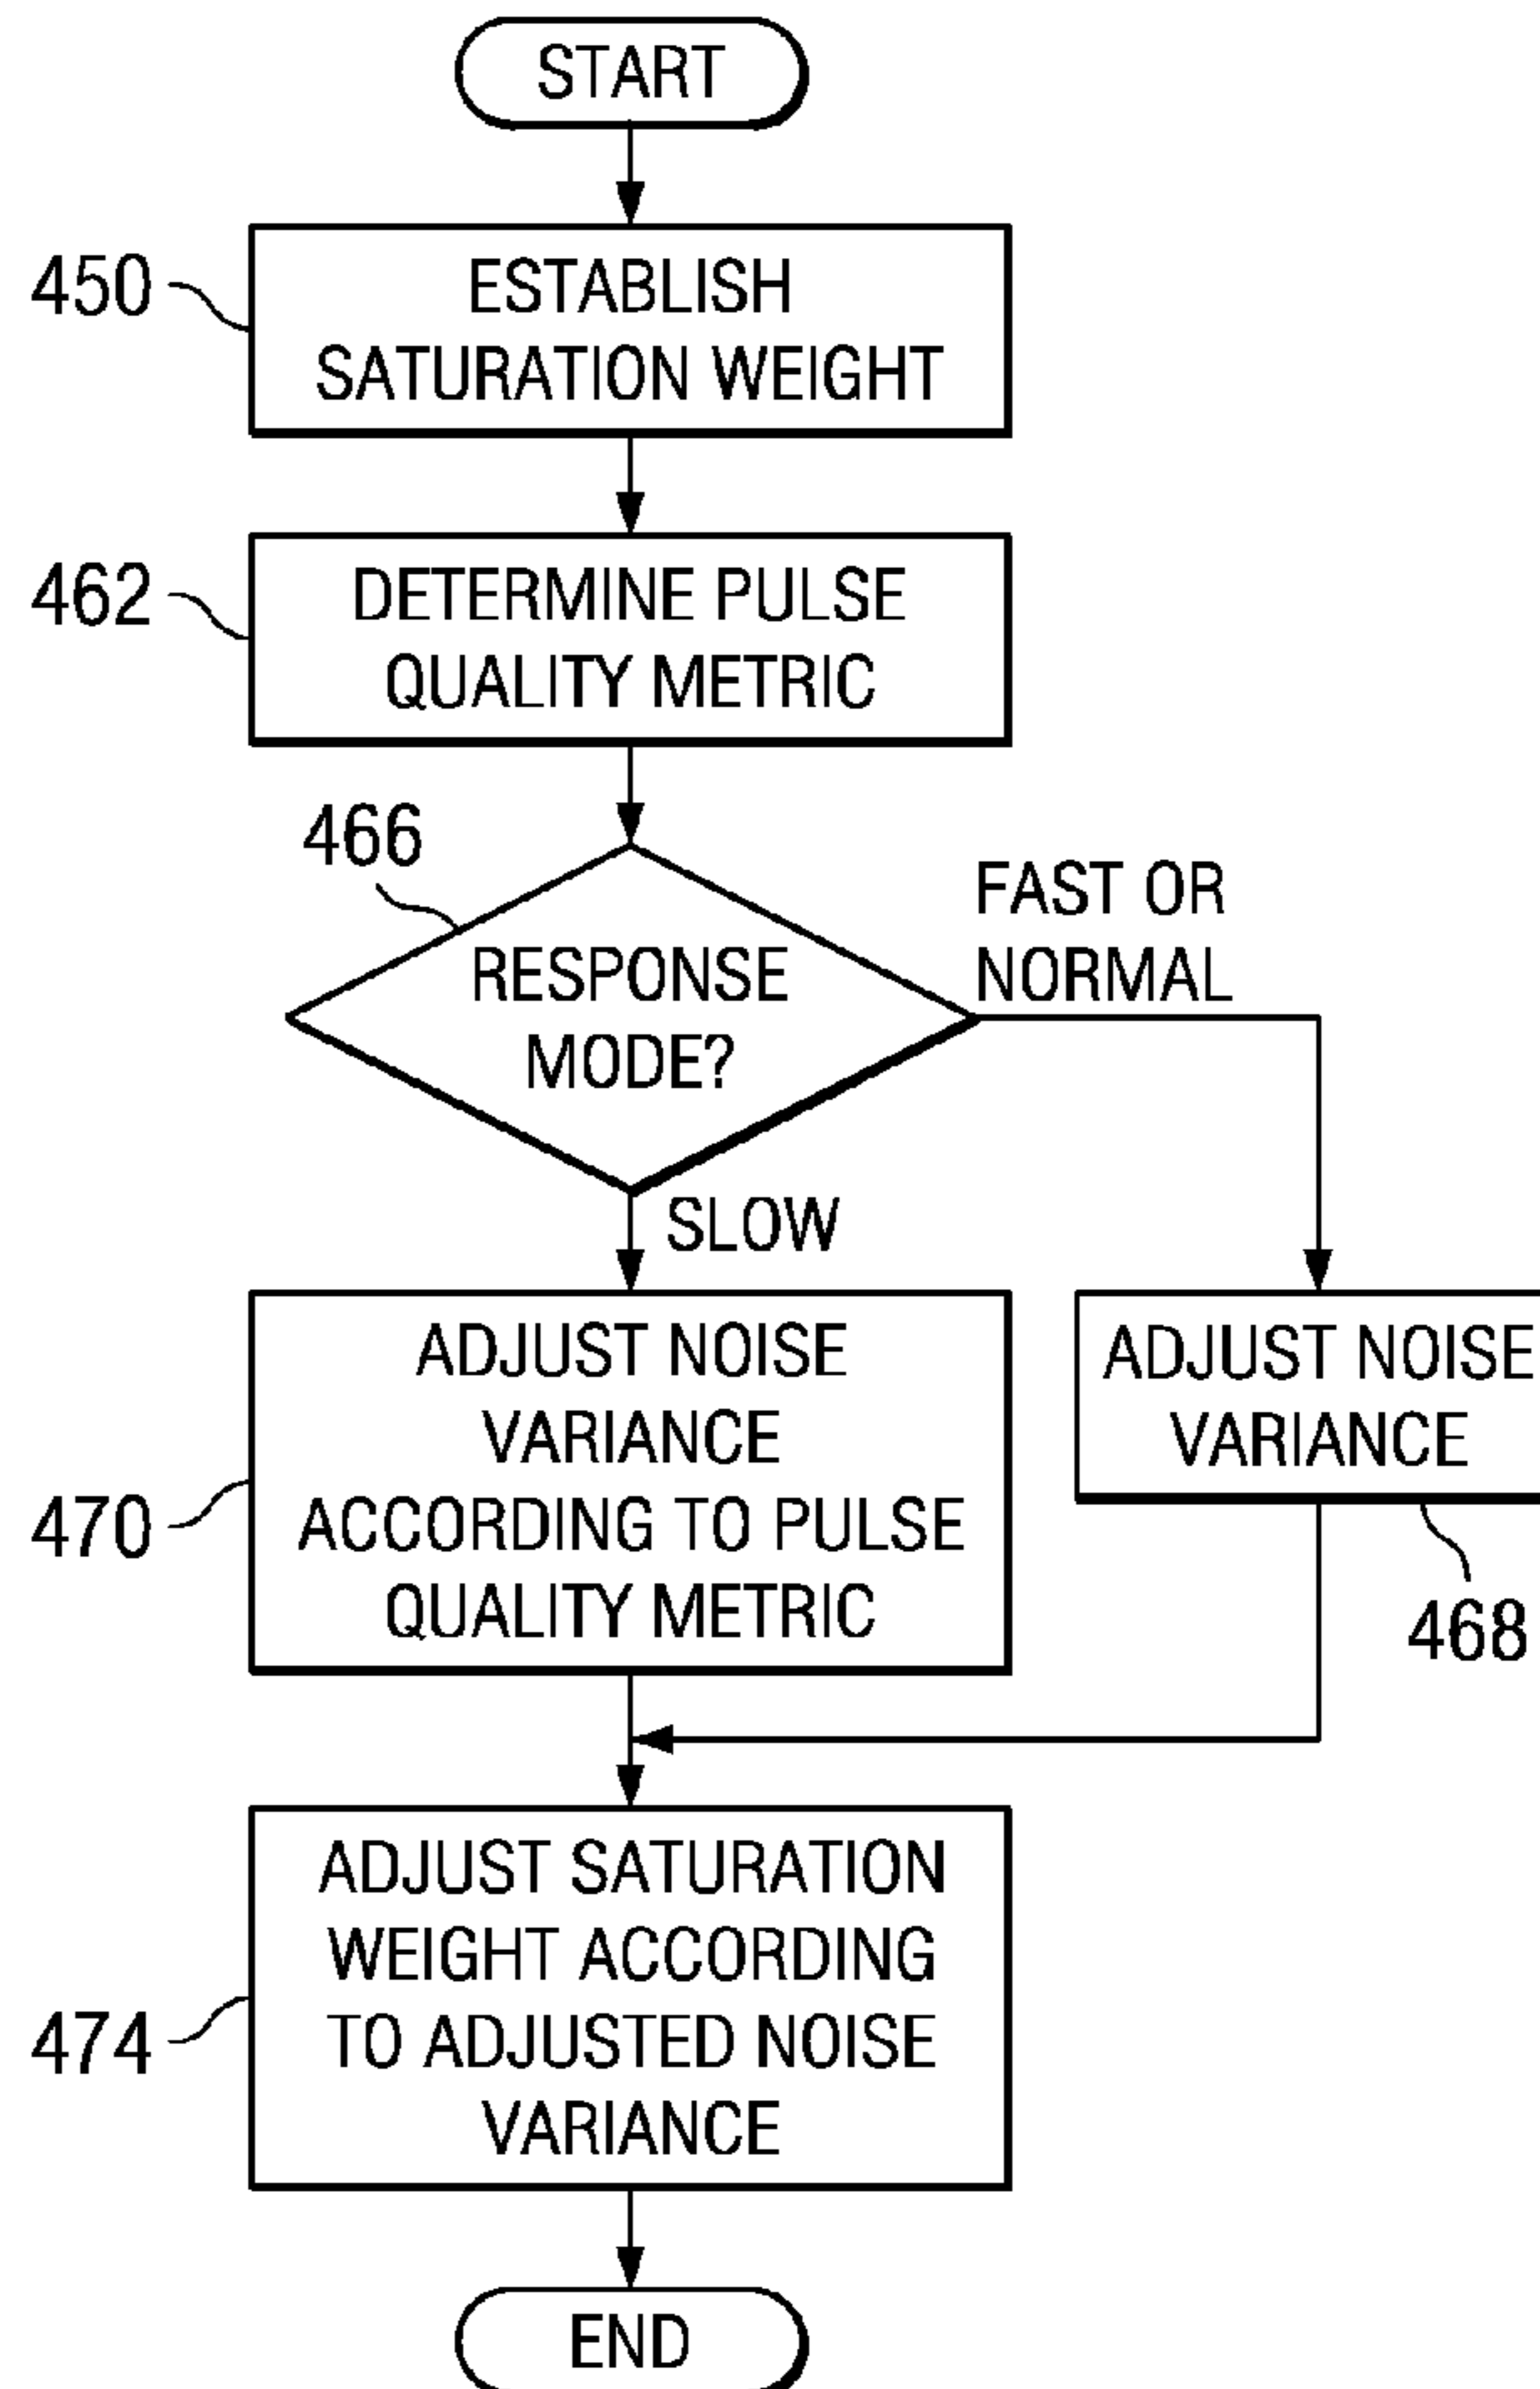 START
450
ESTABLISH
SATURATION WEIGHT
462
DETERMINE PULSE
QUALITY METRIC
466
RESPONSE
MODE?
FAST OR
NORMAL
SLOW
470
ADJUST NOISE
VARIANCE
ACCORDING TO PULSE
QUALITY METRIC
ADJUST NOISE
VARIANCE
468
474
ADJUST SATURATION
WEIGHT ACCORDING
TO ADJUSTED NOISE
VARIANCE
END